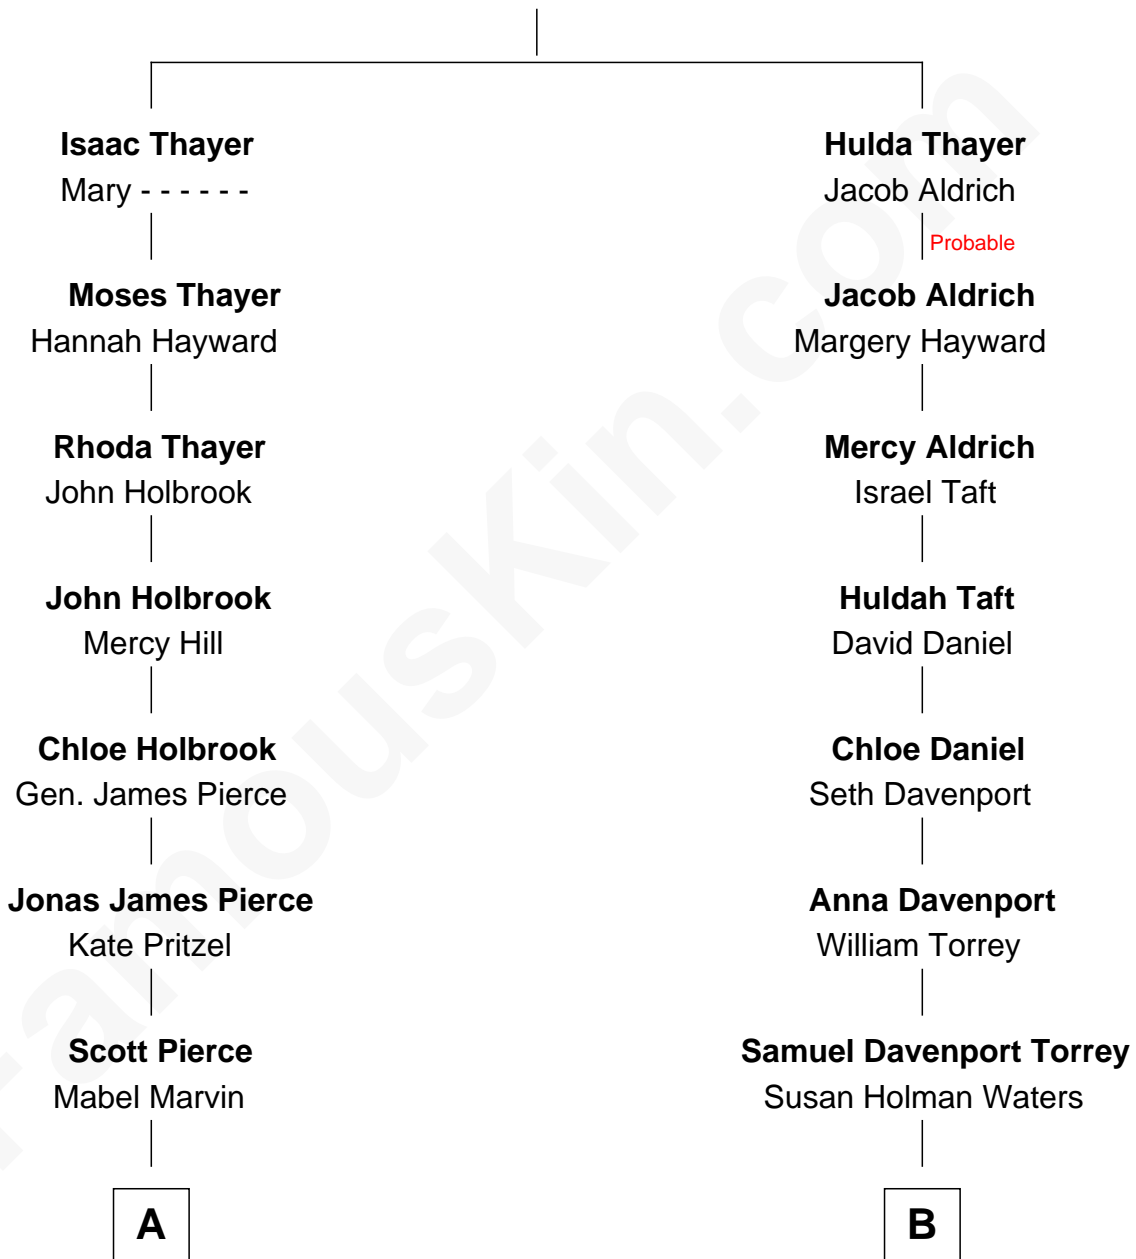 Isaac Thayer
Mary - - - - - -
Hulda Thayer
Jacob Aldrich
Probable
Moses Thayer
Hannah Hayward
Jacob Aldrich
Margery Hayward
Rhoda Thayer
John Holbrook
Mercy Aldrich
Israel Taft
John Holbrook
Mercy Hill
Huldah Taft
David Daniel
Chloe Holbrook
Gen. James Pierce
Chloe Daniel
Seth Davenport
Jonas James Pierce
Kate Pritzel
Anna Davenport
William Torrey
Scott Pierce
Mabel Marvin
Samuel Davenport Torrey
Susan Holman Waters
A
B
FamousKin.com